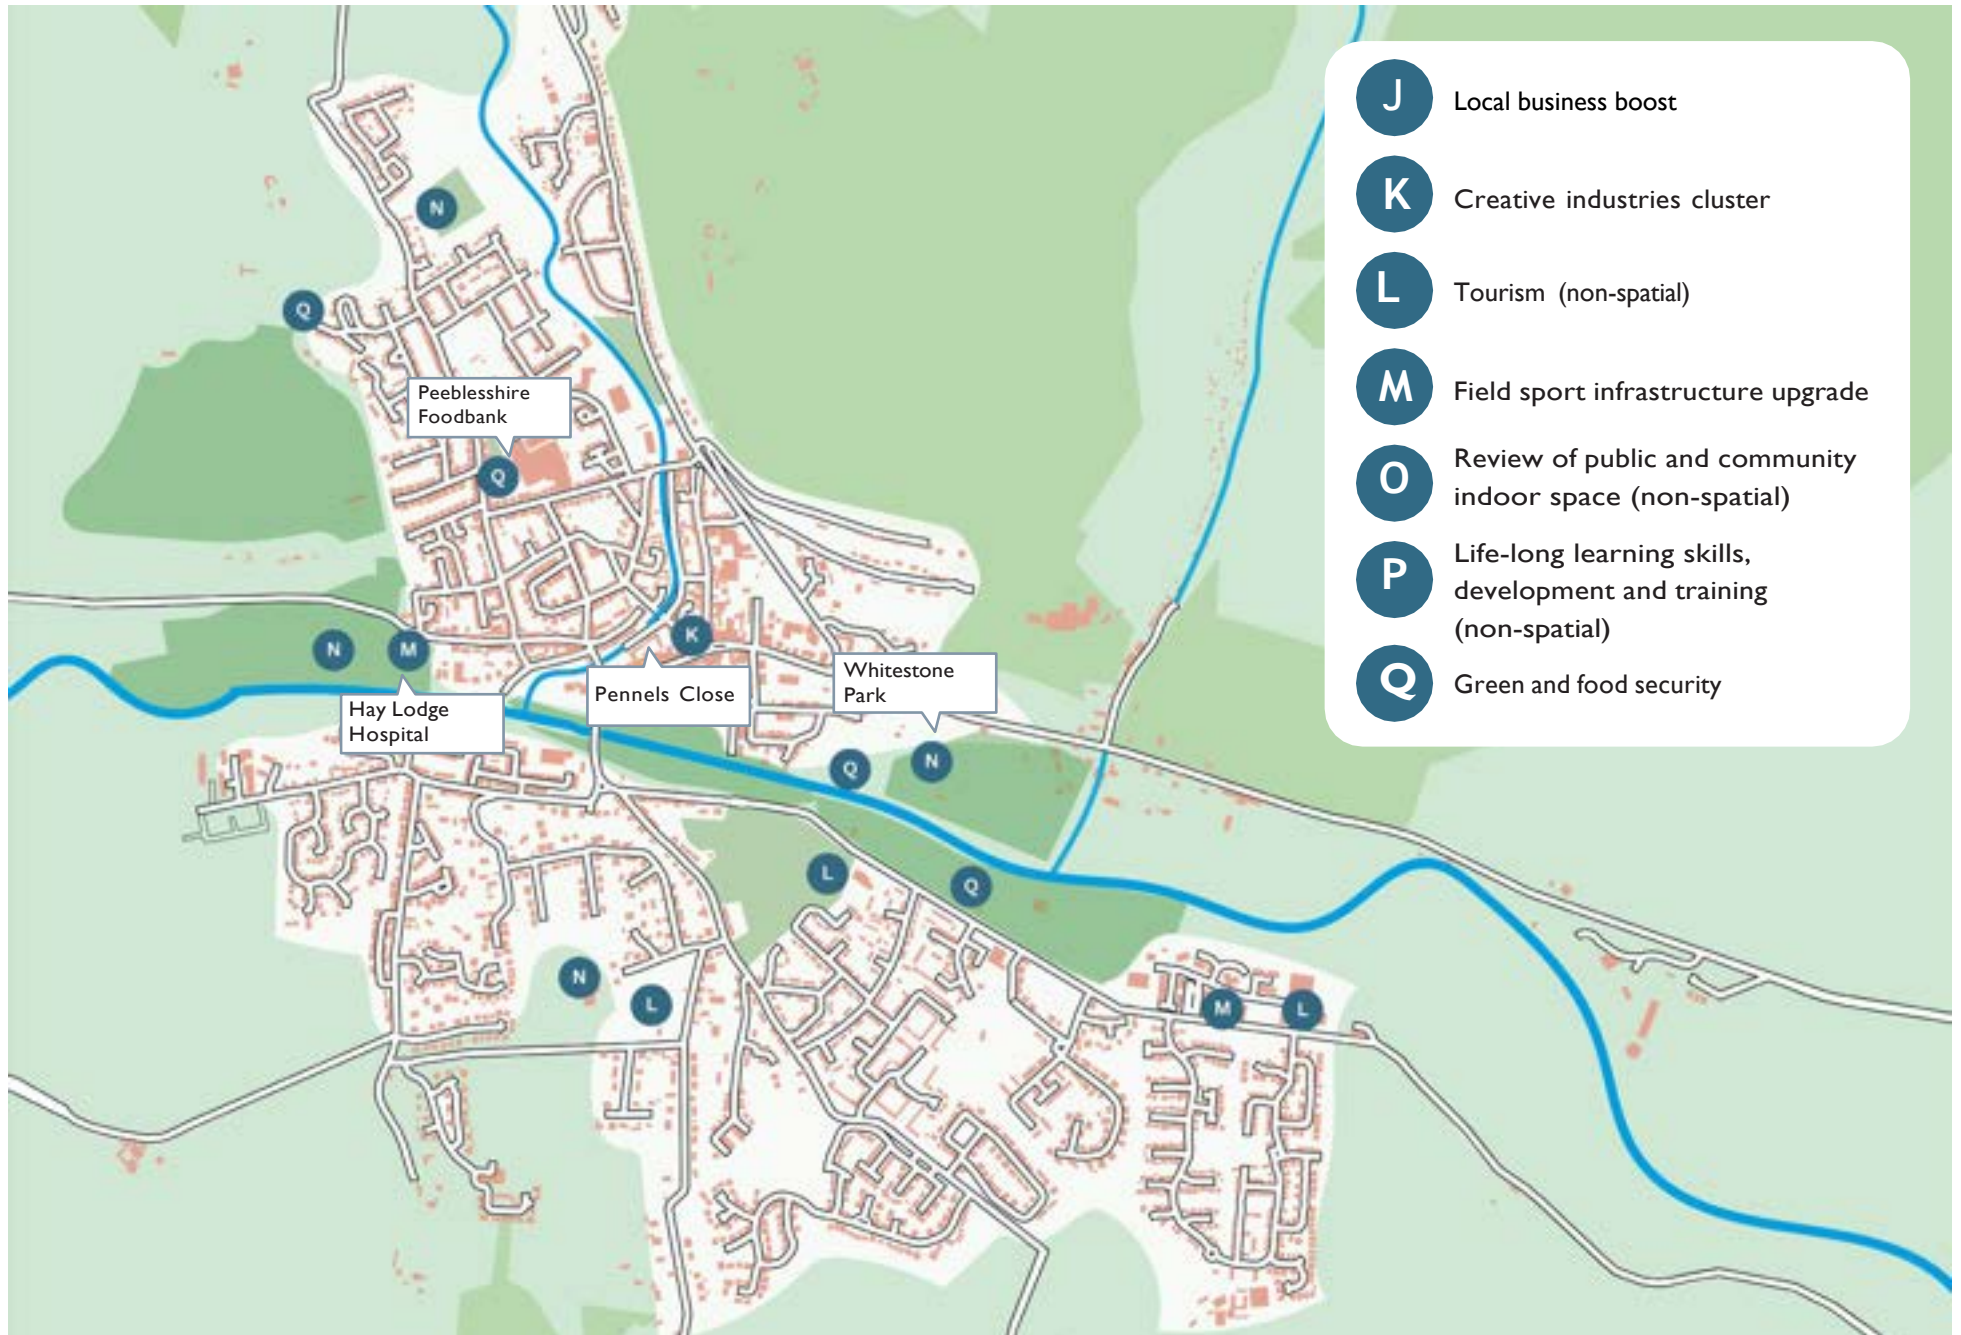 J
Local business boost
K
Creative industries cluster
L
Tourism (non-spatial)
M
Field sport infrastructure upgrade
O
Review of public and community
indoor space (non-spatial)
P
Life-long learning skills,
development and training
(non-spatial)
Q
Green and food security
N
Q
Peeblesshire
Foodbank
Q
N
M
K
Hay Lodge
Hospital
Pennels Close
Whitestone
Park
Q
N
L
Q
N
L
M
L